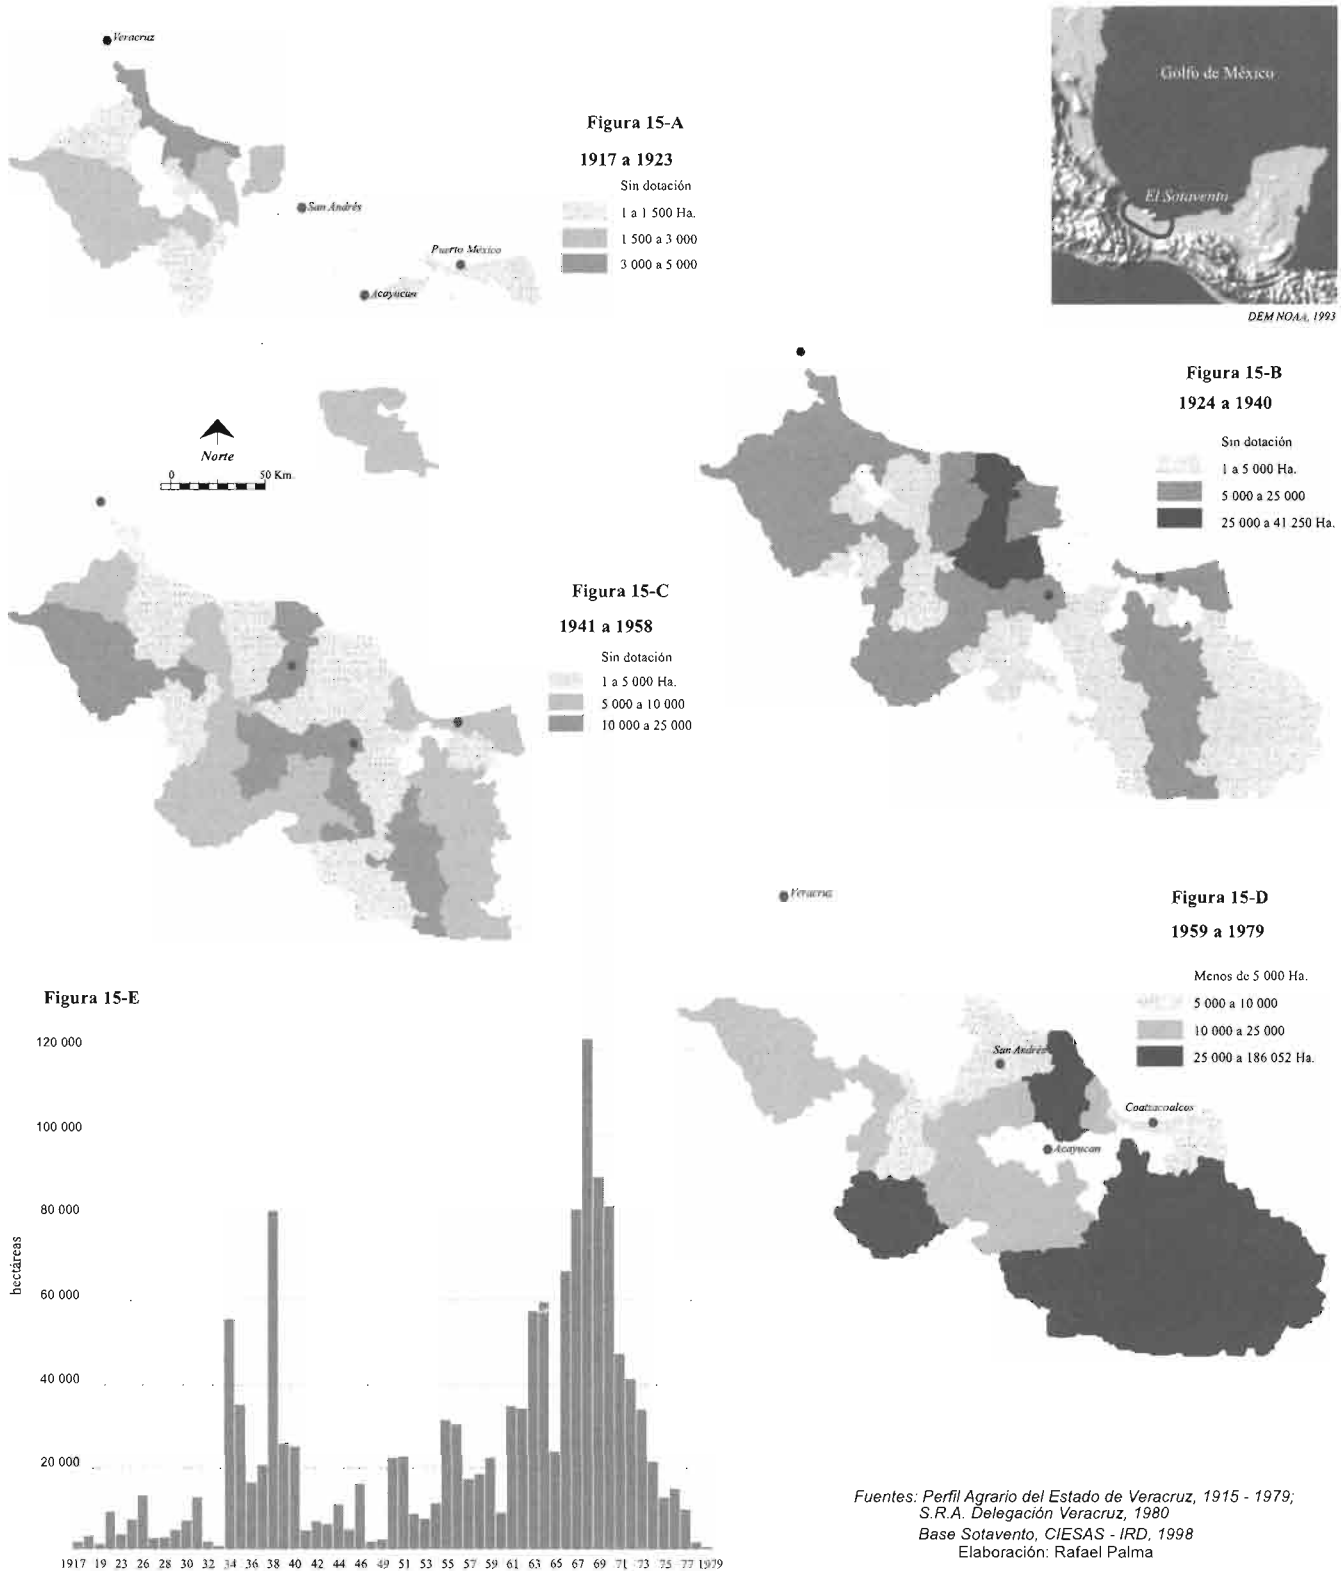 Veracruz
San Andrés
Puerto México
Acayucan
Figura 15-A
1917 a 1923
Sin dotación
1 a 1 500 Ha.
1 500 a 3 000
3 000 a 5 000
Golfo de México
El Sotavento
DEM NOAA, 1993
Norte
0 50 Km.
Figura 15-B
1924 a 1940
Sin dotación
1 a 5 000 Ha.
5 000 a 25 000
25 000 a 41 250 Ha.
Figura 15-C
1941 a 1958
Sin dotación
1 a 5 000 Ha.
5 000 a 10 000
10 000 a 25 000
Veracruz
San Andrés
Coatzacoalcos
Acayucan
Figura 15-D
1959 a 1979
Menos de 5 000 Ha.
5 000 a 10 000
10 000 a 25 000
25 000 a 186 052 Ha.
Figura 15-E
120 000
100 000
80 000
60 000
40 000
20 000
hectáreas
1917 19 23 26 28 30 32 34 36 38 40 42 44 46 49 51 53 55 57 59 61 63 65 67 69 71 73 75 77 1979
Fuentes: Perfil Agrario del Estado de Veracruz, 1915 - 1979;
S.R.A. Delegación Veracruz, 1980
Base Sotavento, CIESAS - IRD, 1998
Elaboración: Rafael Palma